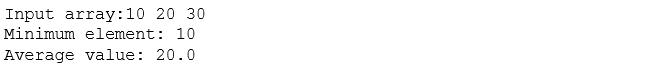 Input array:10 20 30
Minimum element: 10
Average value: 20.0